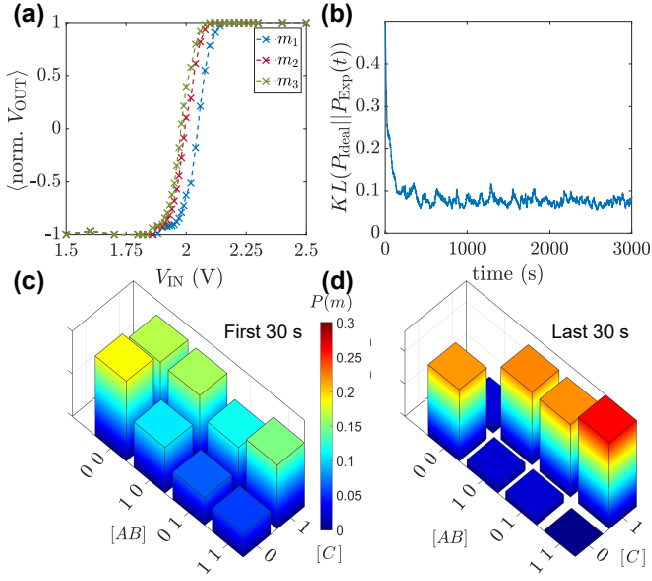 (a)
⟨norm. V_OUT⟩
1
0.5
0
-0.5
-1
1.5
1.75
2
2.25
2.5
V_IN (V)
m_1
m_2
m_3
(b)
KL(P_Ideal||P_Exp(t))
0.4
0.3
0.2
0.1
0
0
1000
2000
3000
time (s)
(c)
First 30 s
P(m)
0.3
0.25
0.2
0.15
0.1
0.05
0
0 0
1 0
0 1
1 1
[AB]
0
1
[C]
(d)
Last 30 s
0 0
1 0
0 1
1 1
[AB]
0
1
[C]